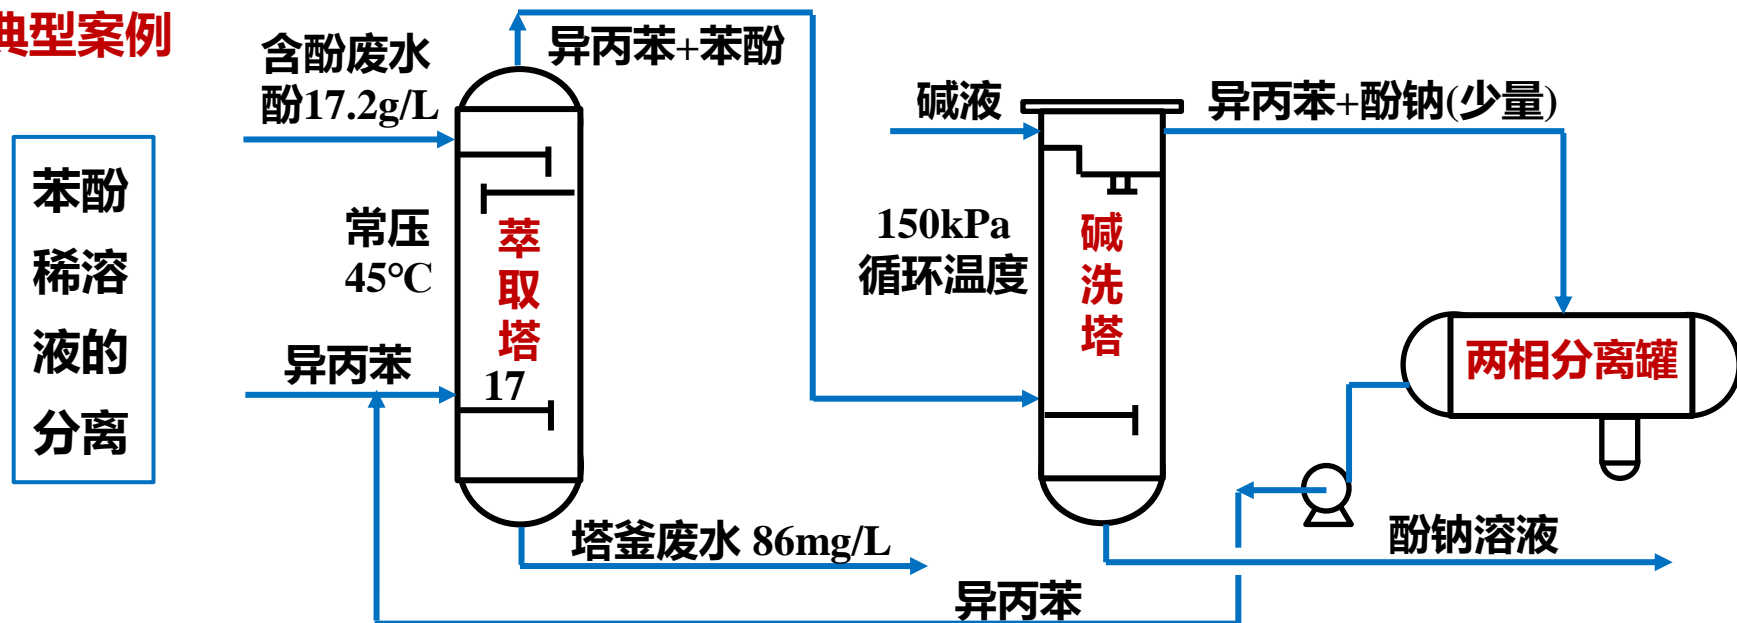 典型案例
苯酚
稀溶
液的
分离
含酚废水
酚17.2g/L
常压
45°C
异丙苯
萃
取
塔
17
异丙苯+苯酚
塔釜废水 86mg/L
碱液
150kPa
循环温度
碱
洗
塔
异丙苯+酚钠(少量)
两相分离罐
酚钠溶液
异丙苯